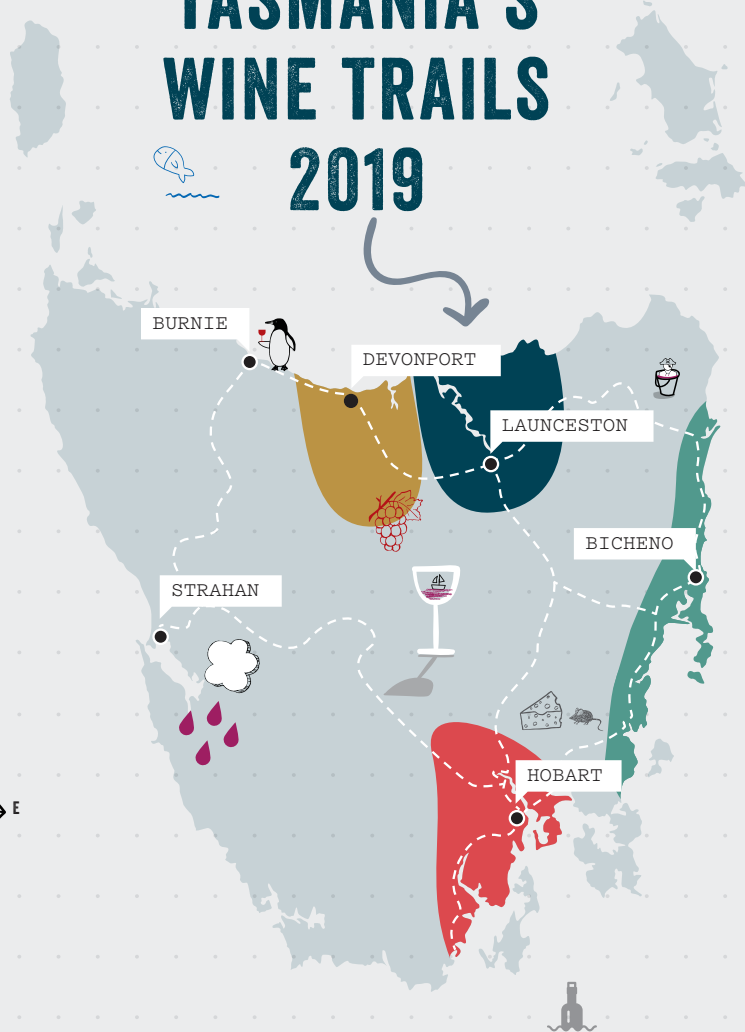 TASMANIA'S
WINE TRAILS
2019
BURNIE
DEVONPORT
LAUNCESTON
BICHENO
STRAHAN
HOBART
E